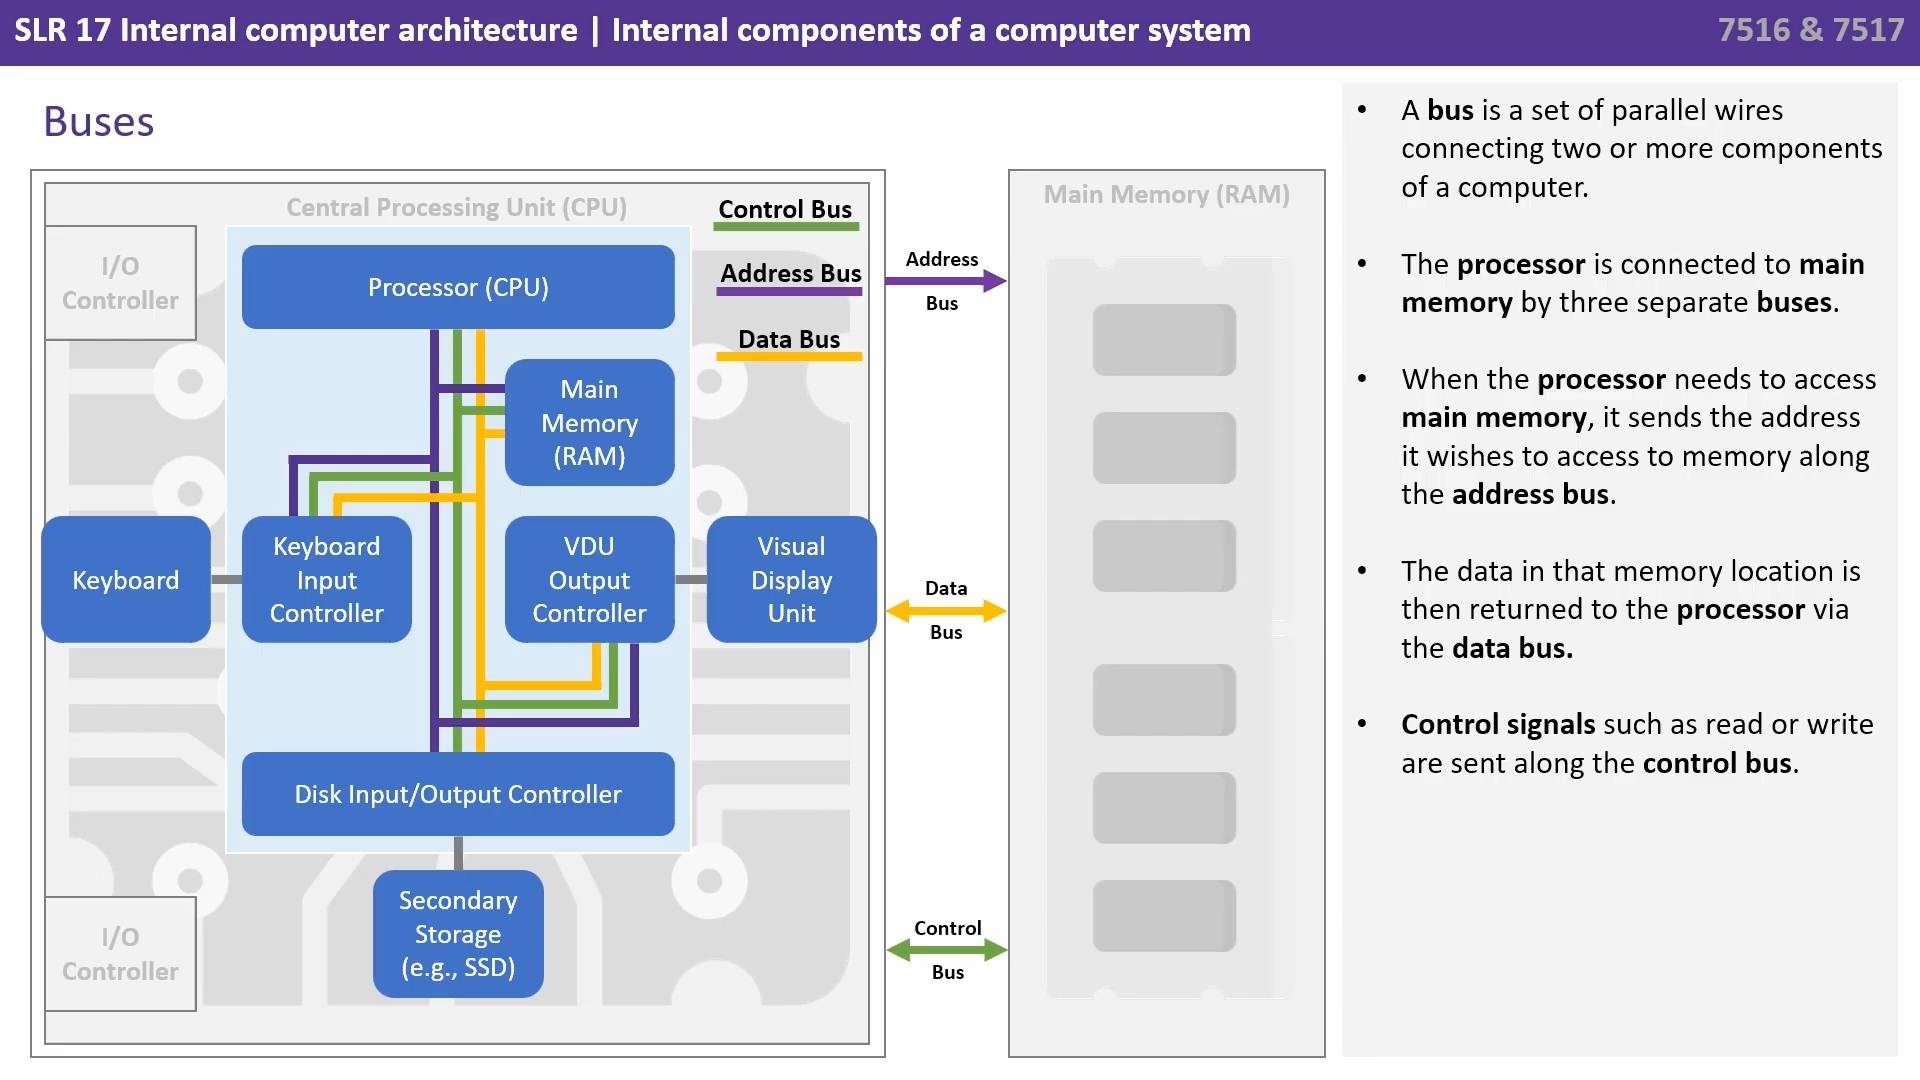 SLR 17 Internal computer architecture | Internal components of a computer system
7516 & 7517
Buses
Central Processing Unit (CPU)
I/O
Controller
Control Bus
Address Bus
Data Bus
Processor (CPU)
Main
Memory
(RAM)
Keyboard
Keyboard
Input
Controller
VDU
Output
Controller
Visual
Display
Unit
Disk Input/Output Controller
Secondary
Storage
(e.g., SSD)
I/O
Controller
Address
Bus
Data
Bus
Control
Bus
Main Memory (RAM)
• A bus is a set of parallel wires
connecting two or more components
of a computer.
• The processor is connected to main
memory by three separate buses.
• When the processor needs to access
main memory, it sends the address
it wishes to access to memory along
the address bus.
• The data in that memory location is
then returned to the processor via
the data bus.
• Control signals such as read or write
are sent along the control bus.